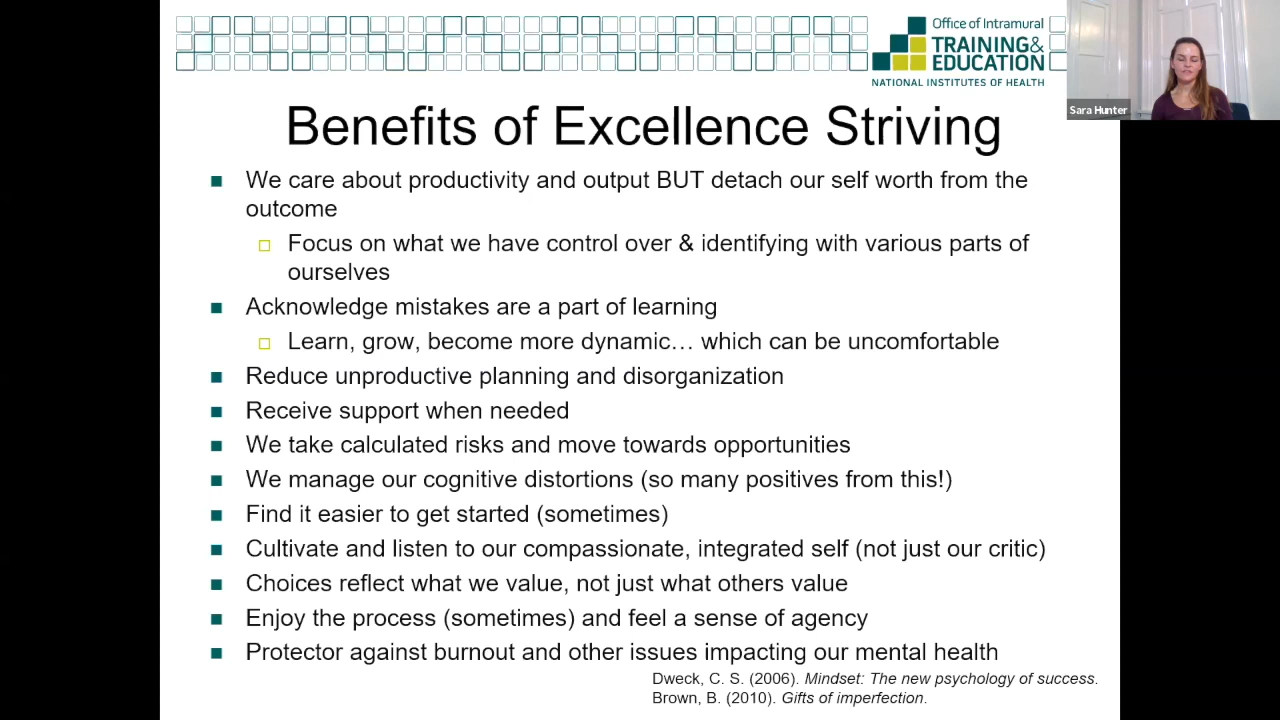 Office of Intramural
TRAINING&
EDUCATION
NATIONAL INSTITUTES OF HEALTH
Sara Hunter
Benefits of Excellence Striving
We care about productivity and output BUT detach our self worth from the
outcome
Focus on what we have control over & identifying with various parts of
ourselves
Acknowledge mistakes are a part of learning
Learn, grow, become more dynamic… which can be uncomfortable
Reduce unproductive planning and disorganization
Receive support when needed
We take calculated risks and move towards opportunities
We manage our cognitive distortions (so many positives from this!)
Find it easier to get started (sometimes)
Cultivate and listen to our compassionate, integrated self (not just our critic)
Choices reflect what we value, not just what others value
Enjoy the process (sometimes) and feel a sense of agency
Protector against burnout and other issues impacting our mental health
Dweck, C. S. (2006). Mindset: The new psychology of success.
Brown, B. (2010). Gifts of imperfection.